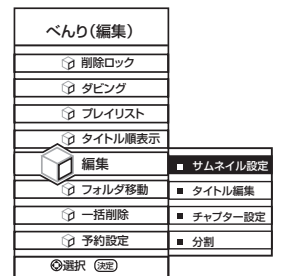 べんり(編集)
削除ロック
ダビング
プレイリスト
タイトル順表示
編集
サムネイル設定
フォルダ移動
タイトル編集
一括削除
チャプター設定
予約設定
分割
選択 決定